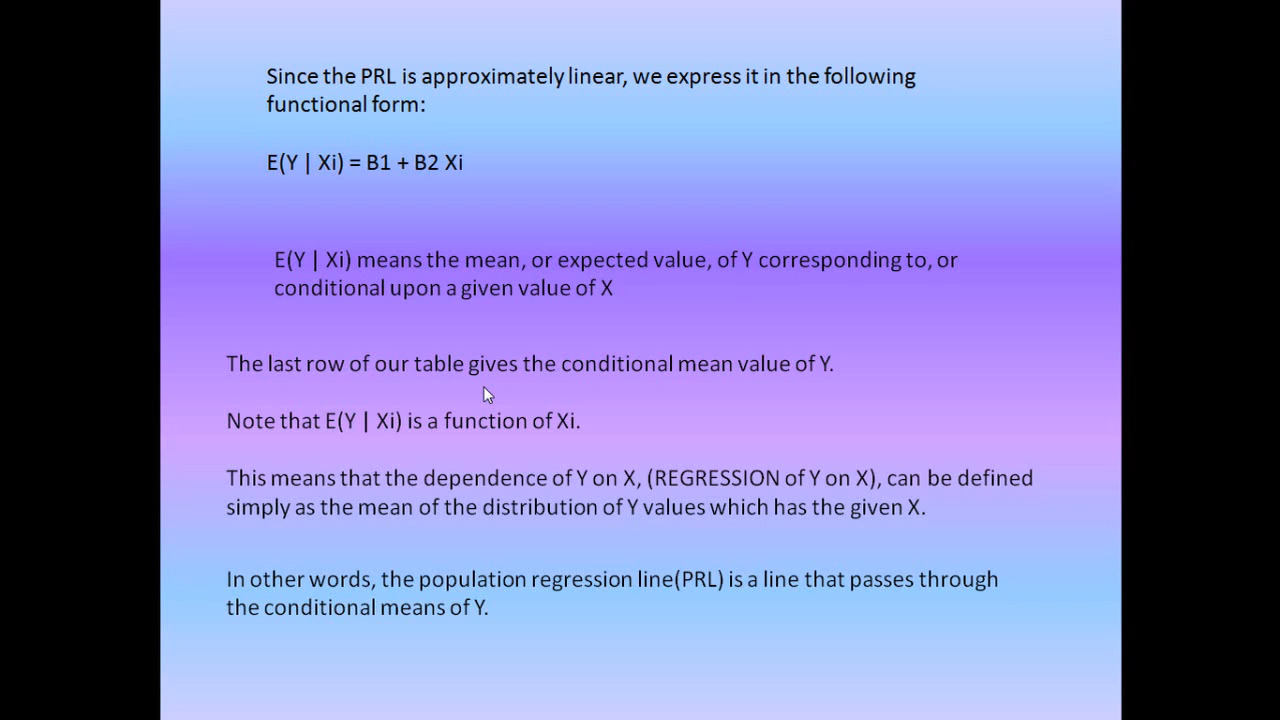 Since the PRL is approximately linear, we express it in the following
functional form:
E(Y | Xi) = B1 + B2 Xi
E(Y | Xi) means the mean, or expected value, of Y corresponding to, or
conditional upon a given value of X
The last row of our table gives the conditional mean value of Y.
Note that E(Y | Xi) is a function of Xi.
This means that the dependence of Y on X, (REGRESSION of Y on X), can be defined
simply as the mean of the distribution of Y values which has the given X.
In other words, the population regression line(PRL) is a line that passes through
the conditional means of Y.